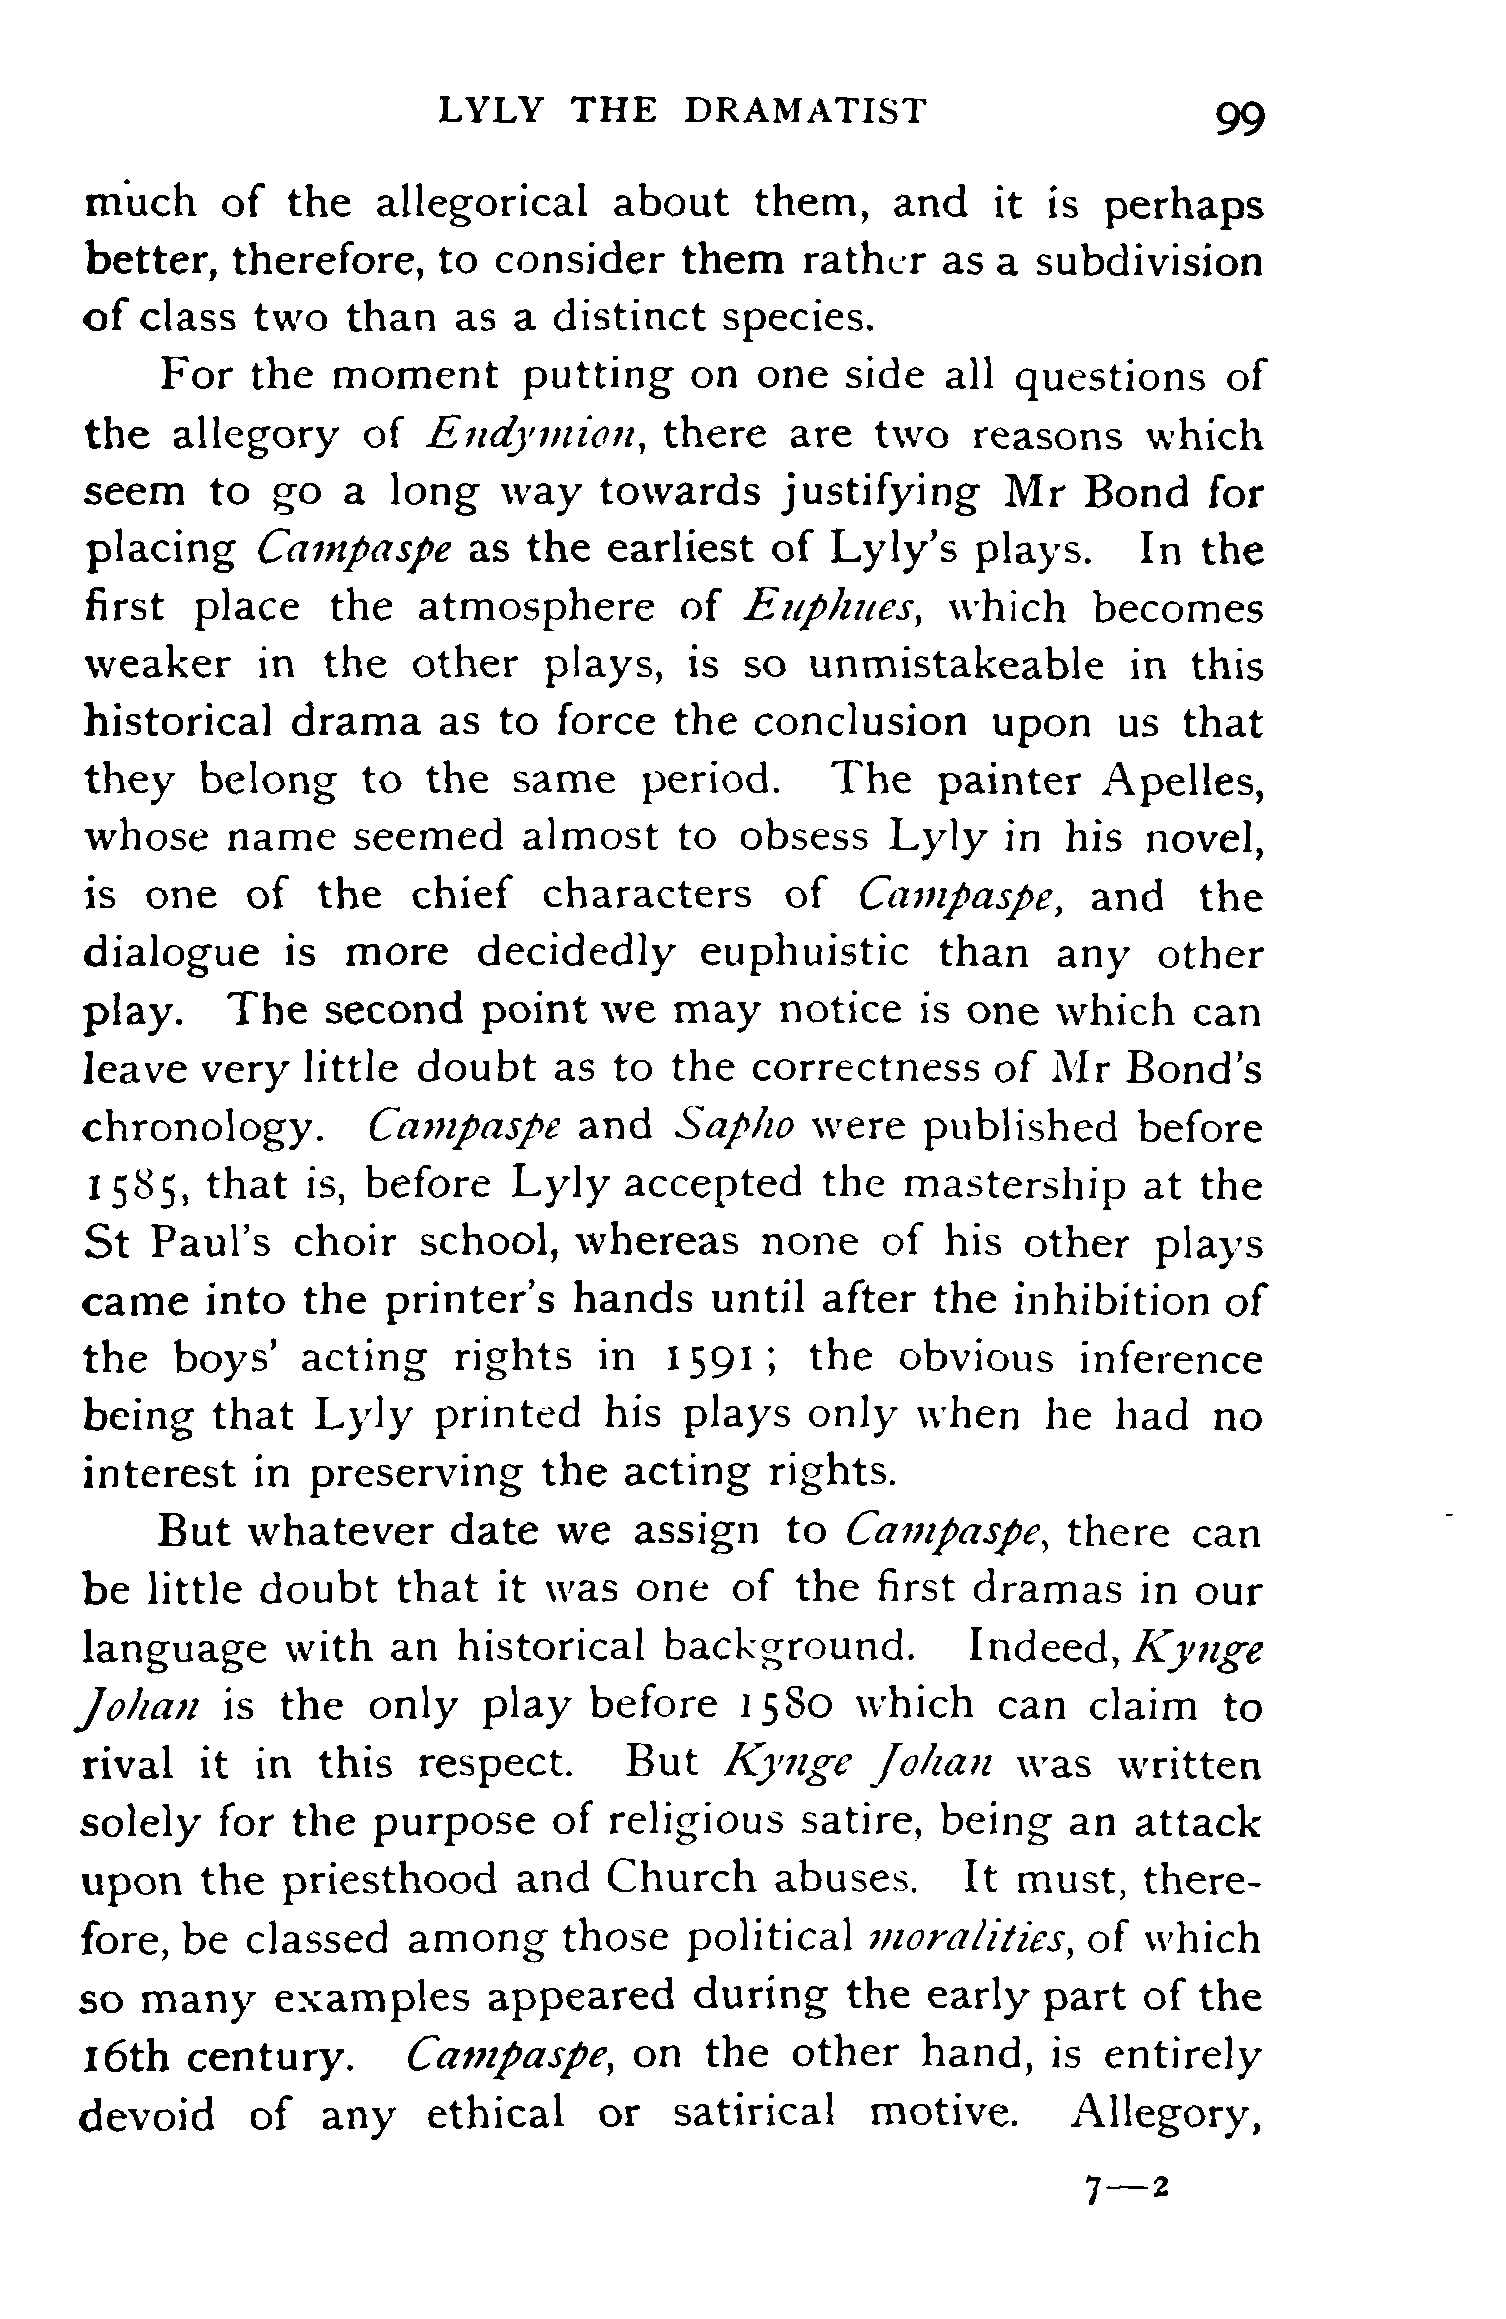 LYLY THE DRAMATIST 99
much of the allegorical about them, and it is perhaps
better, therefore, to consider them rather as a subdivision
of class two than as a distinct species.
For the moment putting on one side all questions of
the allegory of Endymion, there are two reasons which
seem to go a long way towards justifying Mr Bond for
placing Campaspe as the earliest of Lyly's plays. In the
first place the atmosphere of Euphues, which becomes
weaker in the other plays, is so unmistakeable in this
historical drama as to force the conclusion upon us that
they belong to the same period. The painter Apelles,
whose name seemed almost to obsess Lyly in his novel,
is one of the chief characters of Campaspe, and the
dialogue is more decidedly euphuistic than any other
play. The second point we may notice is one which can
leave very little doubt as to the correctness of Mr Bond's
chronology. Campaspe and Sapho were published before
1585, that is, before Lyly accepted the mastership at the
St Paul's choir school, whereas none of his other plays
came into the printer's hands until after the inhibition of
the boys' acting rights in 1591; the obvious inference
being that Lyly printed his plays only when he had no
interest in preserving the acting rights.
But whatever date we assign to Campaspe, there can
be little doubt that it was one of the first dramas in our
language with an historical background. Indeed, Kynge
Johan is the only play before 1580 which can claim to
rival it in this respect. But Kynge Johan was written
solely for the purpose of religious satire, being an attack
upon the priesthood and Church abuses. It must, there-
fore, be classed among those political moralities, of which
so many examples appeared during the early part of the
16th century. Campaspe, on the other hand, is entirely
devoid of any ethical or satirical motive. Allegory,
7—2